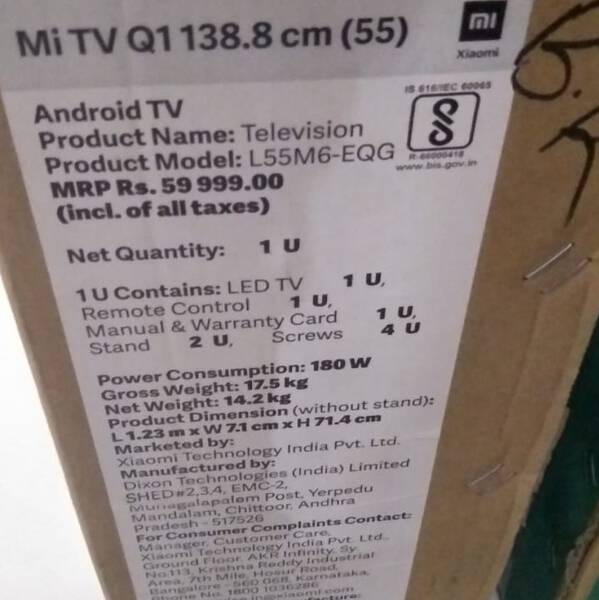 Mi TV Q1 138.8 cm (55)
mi
Xiaomi
IS 616/IEC 60065
R-66000418
www.bis.gov.in
Android TV
Product Name: Television
Product Model: L55M6-EQG
MRP Rs. 59 999.00
(incl. of all taxes)
Net Quantity: 1 U
1 U Contains: LED TV 1 U,
Remote Control 1 U,
Manual & Warranty Card 1 U,
Stand 2 U, Screws 4 U
Power Consumption: 180 W
Gross Weight: 17.5 kg
Net Weight: 14.2 kg
Product Dimension (without stand):
L 1.23 m x W 7.1 cm x H 71.4 cm
Marketed by:
Xiaomi Technology India Pvt. Ltd.
Manufactured by:
Dixon Technologies (India) Limited
SHED#2,3,4, EMC-2,
Munagalapalem Post, Yerpedu
Mandalam, Chittoor, Andhra
Pradesh - 517526
For Consumer Complaints Contact:
Manager, Customer Care,
Xiaomi Technology India Pvt. Ltd.,
Ground Floor, AKR Infinity, Sy.
No.113, Krishna Reddy Industrial
Area, 7th Mile, Hosur Road,
Bangalore - 560 068, Karnataka,
Phone No. 1800 1036286